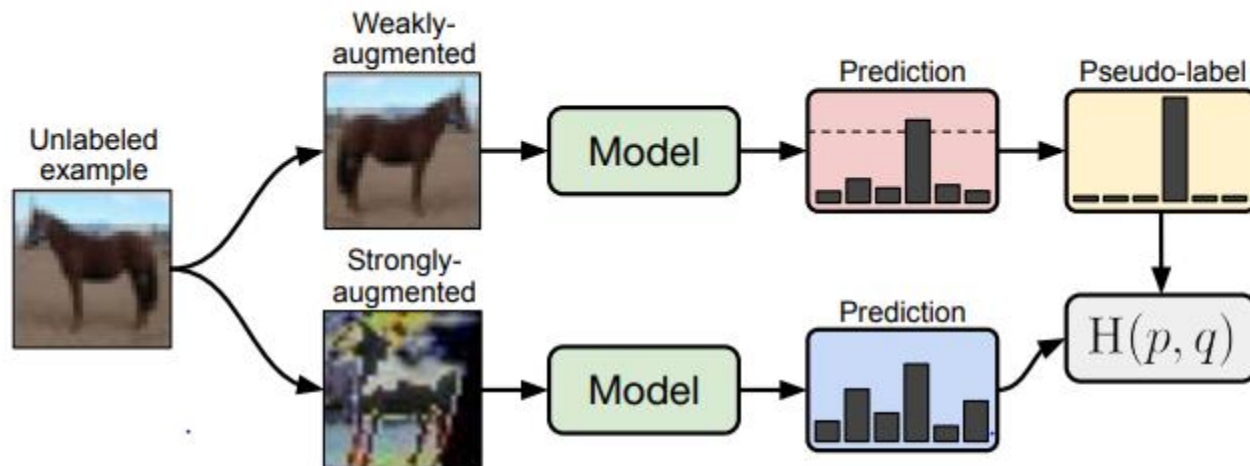 Weakly-
augmented
Prediction
Pseudo-label
Unlabeled
example
Model
Strongly-
augmented
Prediction
H(p, q)
Model